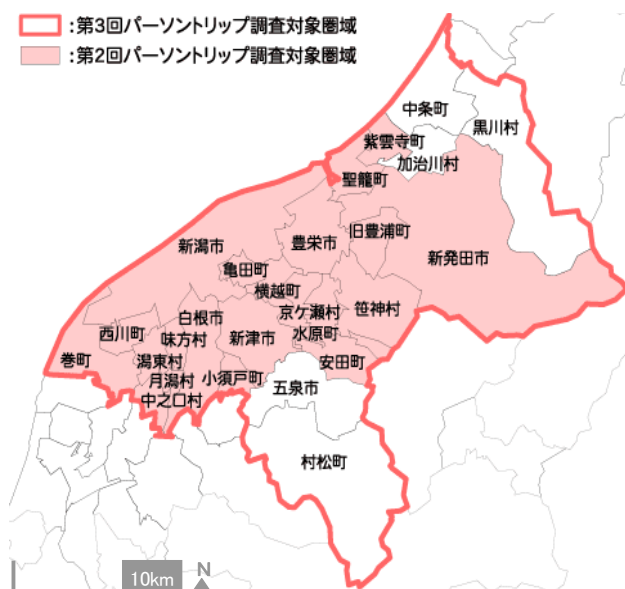 :第3回パーソントリップ調査対象圏域
:第2回パーソントリップ調査対象圏域
中条町
黒川村
紫雲寺町
加治川村
聖籠町
新潟市
豊栄市
旧豊浦町
新発田市
亀田町
横越町
京ケ瀬村
笹神村
西川町
白根市
味方村
新津市
水原町
巻町
潟東村
安田町
月潟村
小須戸町
五泉市
中之口村
村松町
10km
N